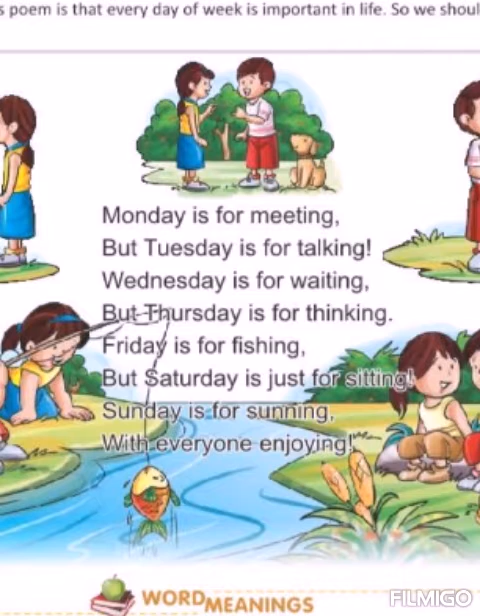 s poem is that every day of week is important in life. So we shoul
Monday is for meeting,
But Tuesday is for talking!
Wednesday is for waiting,
But Thursday is for thinking.
Friday is for fishing,
But Saturday is just for sitting!
Sunday is for sunning,
With everyone enjoying!
WORD MEANINGS
FILMIGO